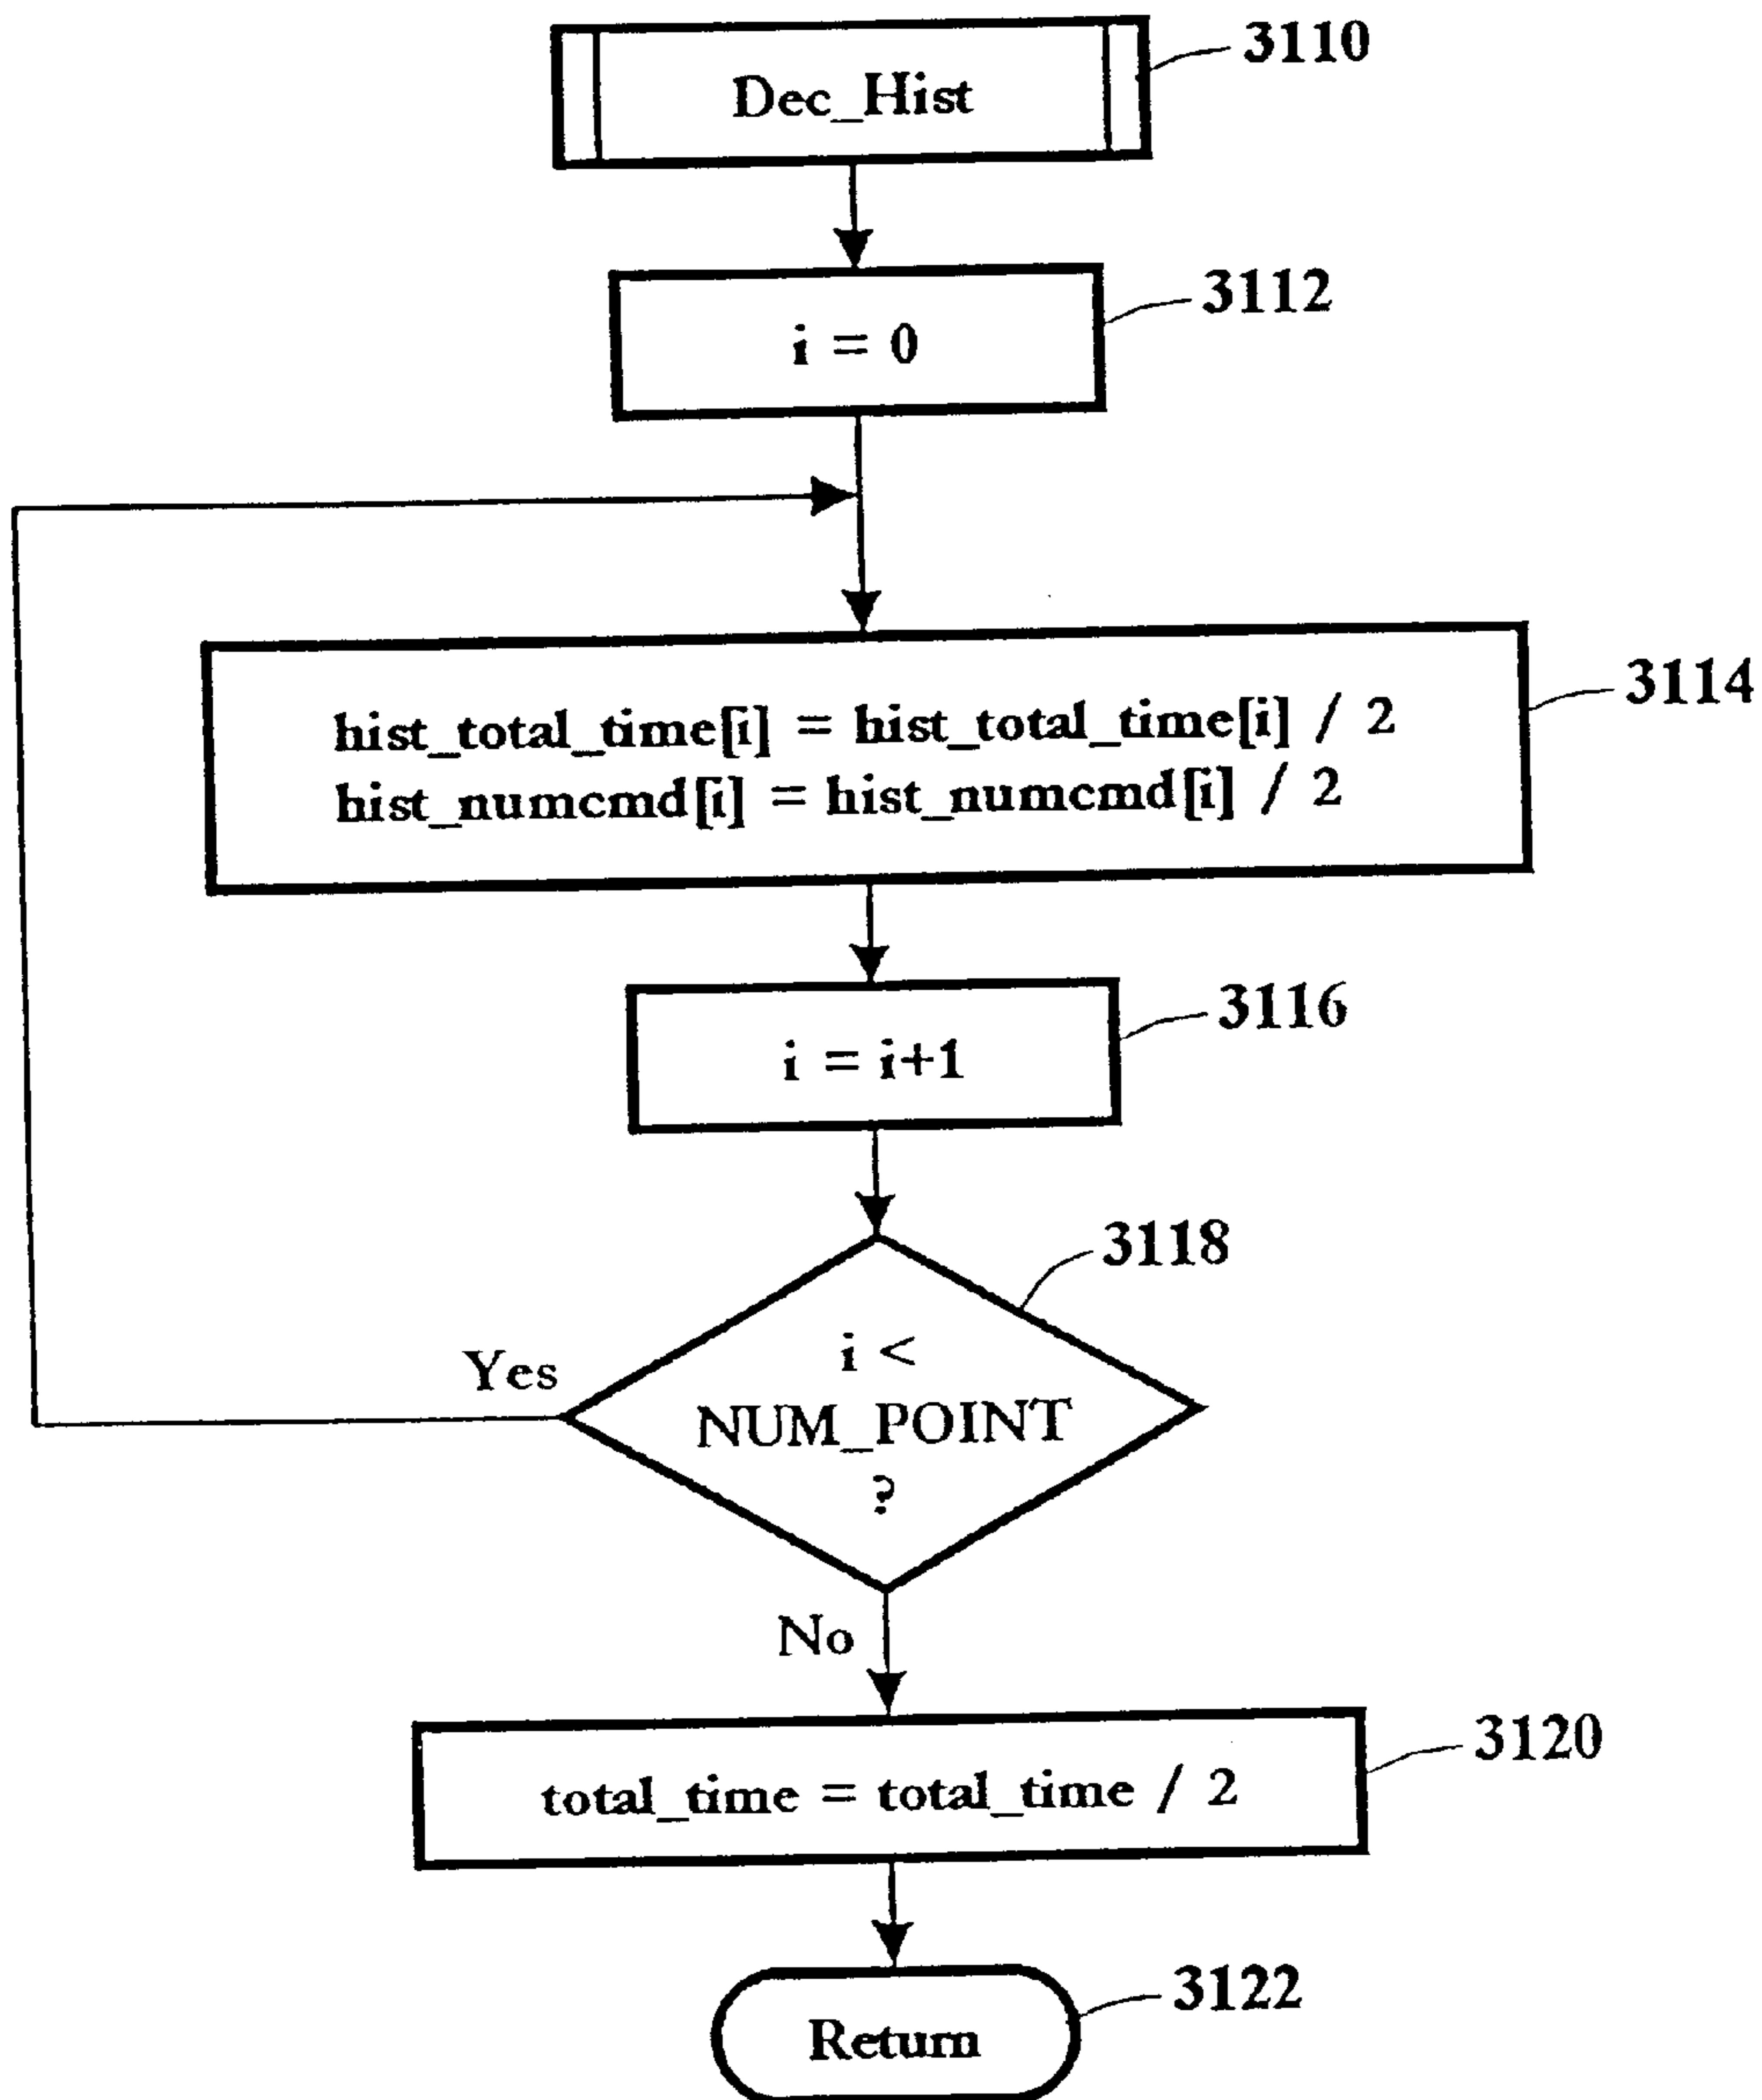 Dec_Hist
3110
i = 0
3112
hist_total_time[i] = hist_total_time[i] / 2
hist_numcmd[i] = hist_numcmd[i] / 2
3114
i = i+1
3116
3118
i <
NUM_POINT
?
Yes
No
total_time = total_time / 2
3120
Return
3122